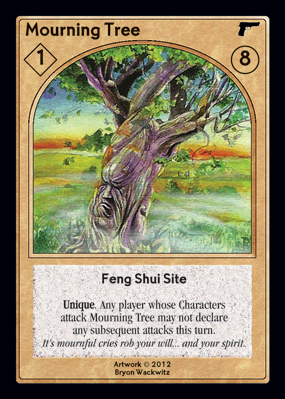 Mourning Tree
1
8
Feng Shui Site
Unique. Any player whose Characters
attack Mourning Tree may not declare
any subsequent attacks this turn.
It's mournful cries rob your will... and your spirit.
Artwork © 2012
Bryon Wackwitz